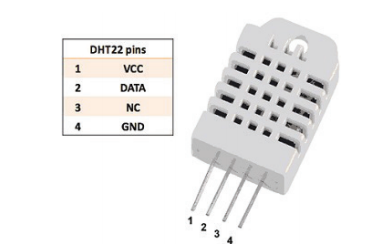 DHT22 pins
1 VCC
2 DATA
3 NC
4 GND
1 2 3 4